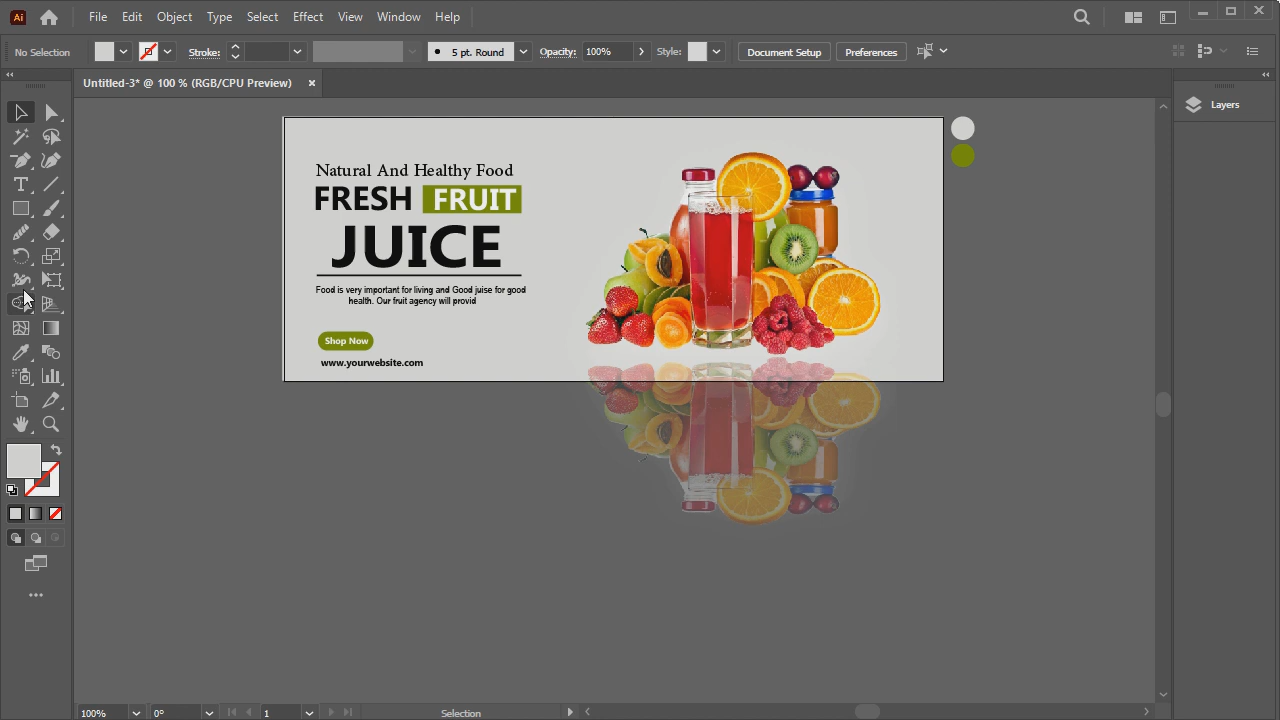 Ai
File Edit Object Type Select Effect View Window Help
No Selection
Stroke:
5 pt. Round
Opacity:
100%
Style:
Document Setup
Preferences
Untitled-3* @ 100 % (RGB/CPU Preview)
Layers
Natural And Healthy Food
FRESH FRUIT
JUICE
Food is very important for living and Good juise for good
health. Our fruit agency will provid
Shop Now
www.yourwebsite.com
100%
0°
1
Selection